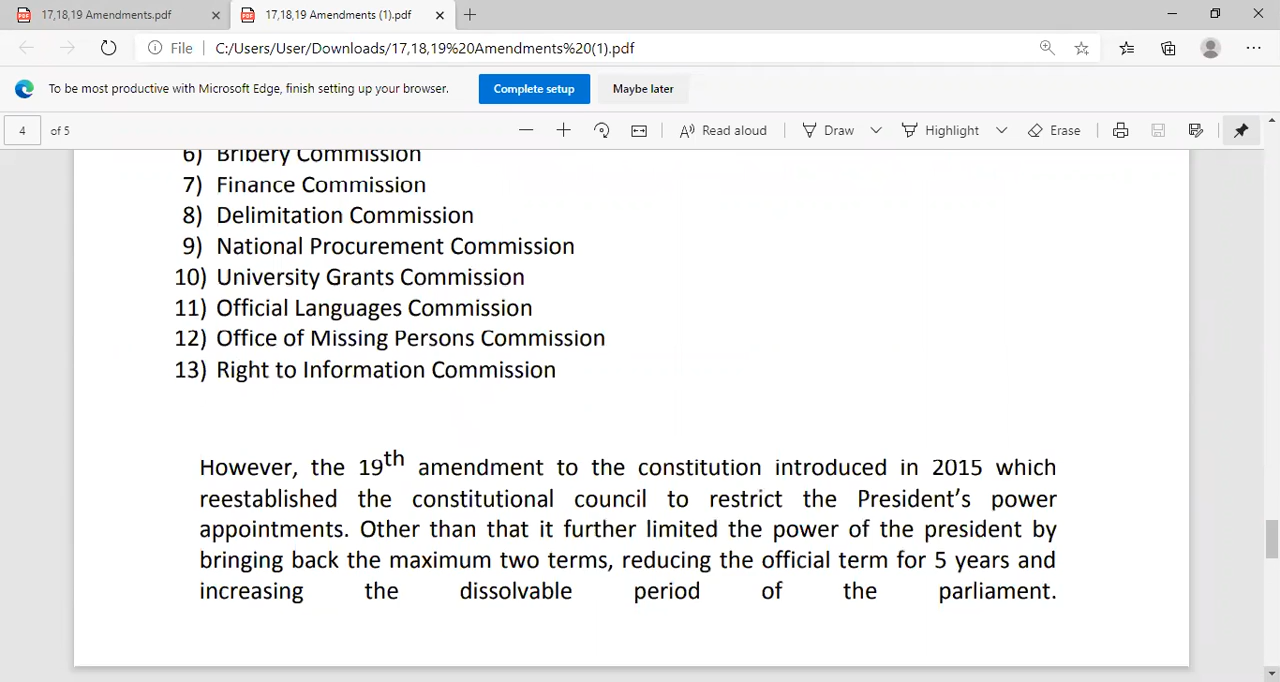 17,18,19 Amendments.pdf
17,18,19 Amendments (1).pdf
File
C:/Users/User/Downloads/17,18,19%20Amendments%20(1).pdf
To be most productive with Microsoft Edge, finish setting up your browser.
Complete setup
Maybe later
4 of 5
Read aloud
Draw
Highlight
Erase
6) Bribery Commission
7) Finance Commission
8) Delimitation Commission
9) National Procurement Commission
10) University Grants Commission
11) Official Languages Commission
12) Office of Missing Persons Commission
13) Right to Information Commission
However, the 19th amendment to the constitution introduced in 2015 which
reestablished the constitutional council to restrict the President's power
appointments. Other than that it further limited the power of the president by
bringing back the maximum two terms, reducing the official term for 5 years and
increasing the dissolvable period of the parliament.